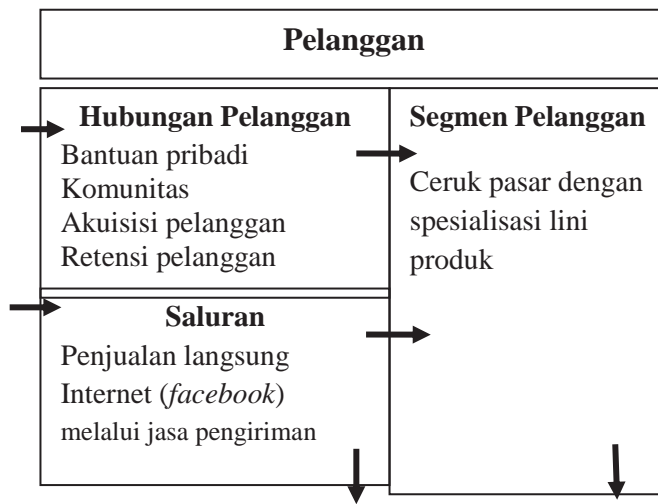 Pelanggan
Hubungan Pelanggan
Bantuan pribadi
Komunitas
Akuisisi pelanggan
Retensi pelanggan
Saluran
Penjualan langsung
Internet (facebook)
melalui jasa pengiriman
Segmen Pelanggan
Ceruk pasar dengan
spesialisasi lini
produk